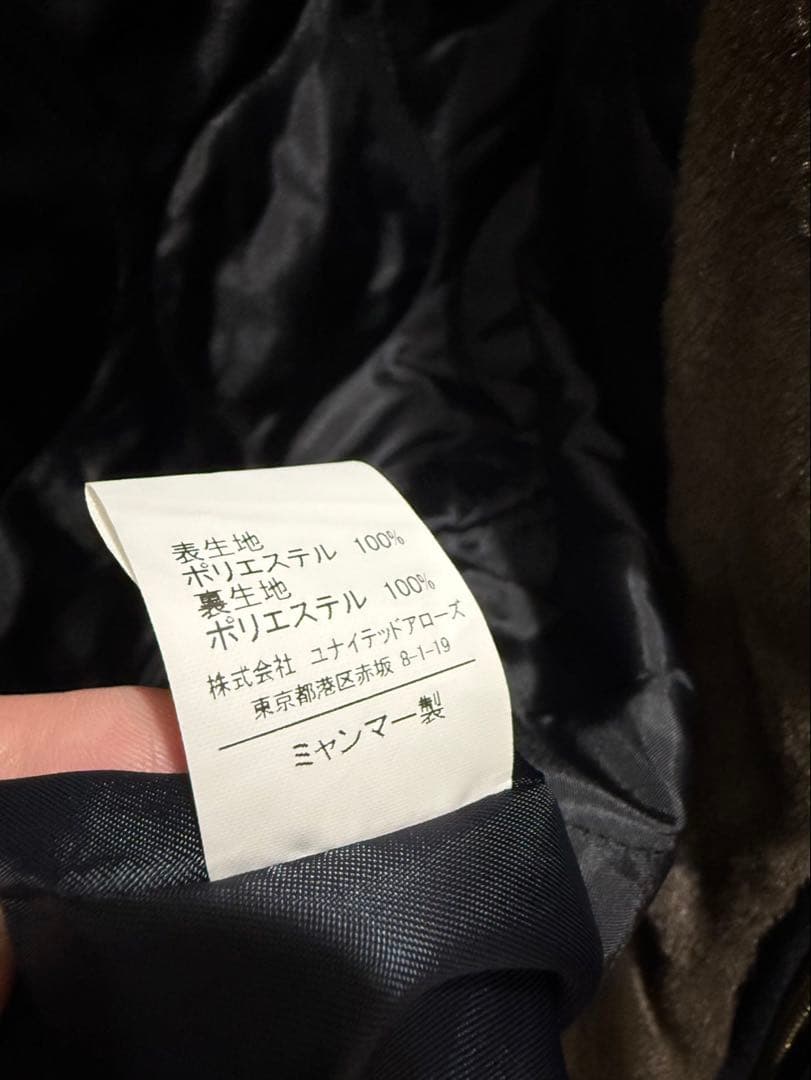 表生地
ポリエステル 100%
裏生地
ポリエステル 100%
株式会社 ユナイテッドアローズ
東京都港区赤坂 8-1-19
ミャンマー製